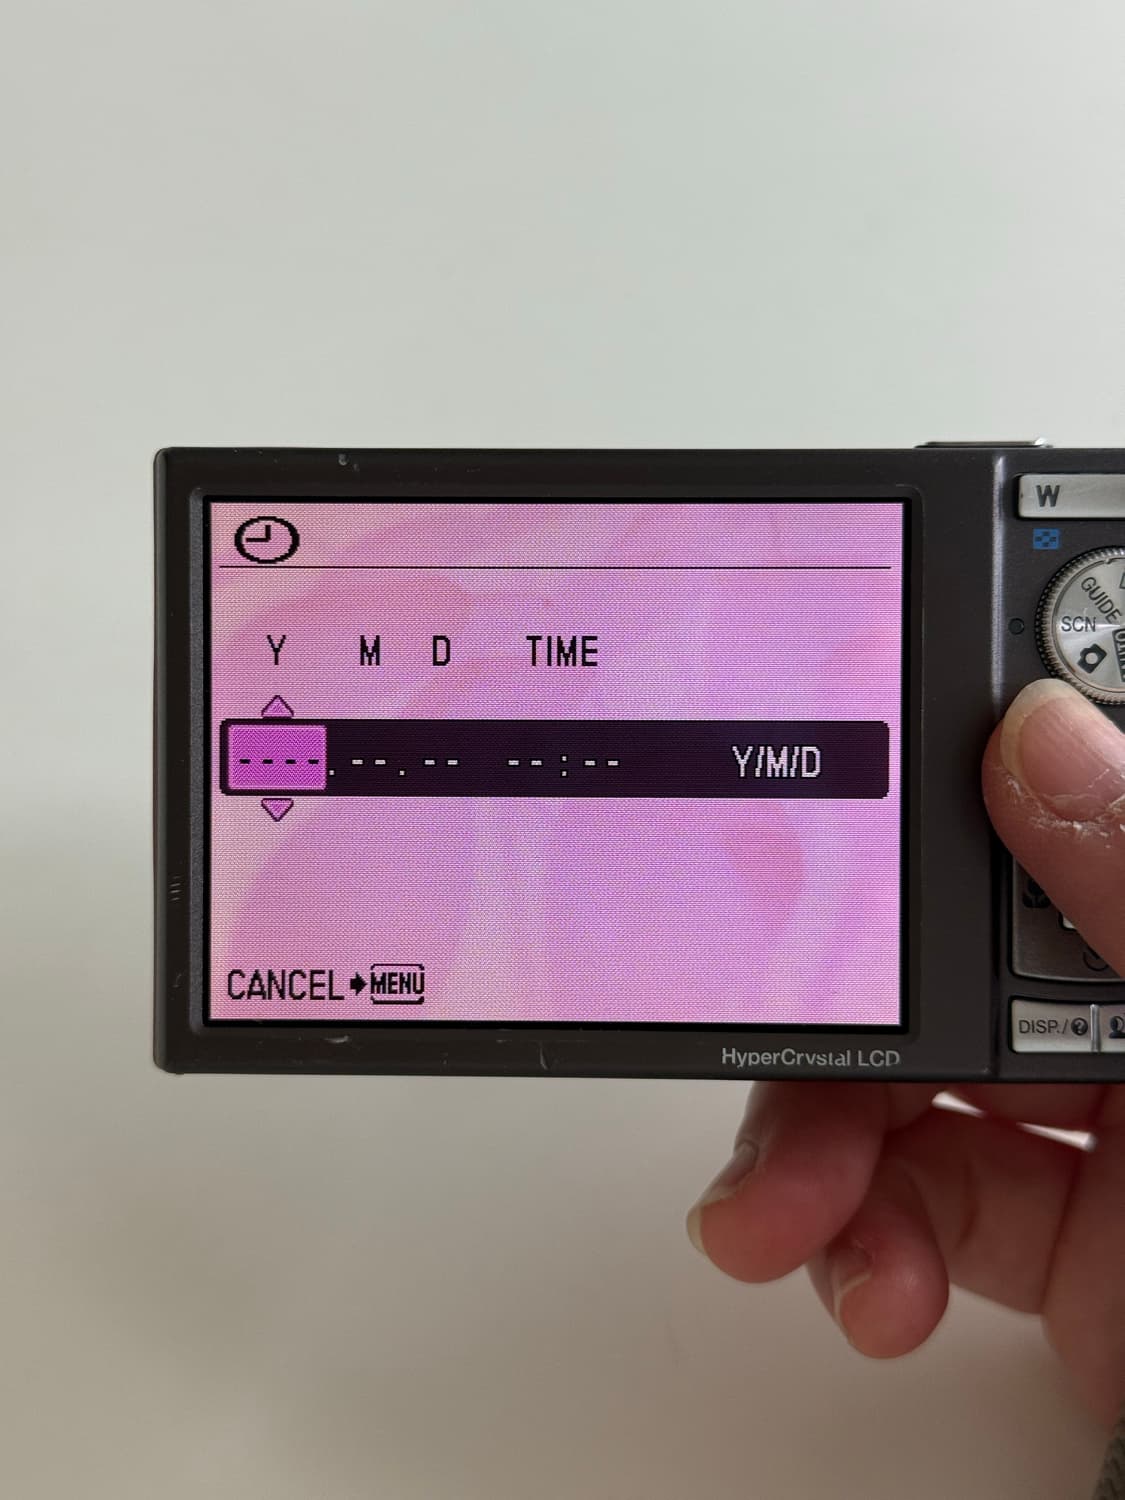 Y M D TIME
----.--.-- --:-- Y/M/D
CANCEL➡MENU
HyperCrystal LCD
W
GUIDE
SCN
DISP./?